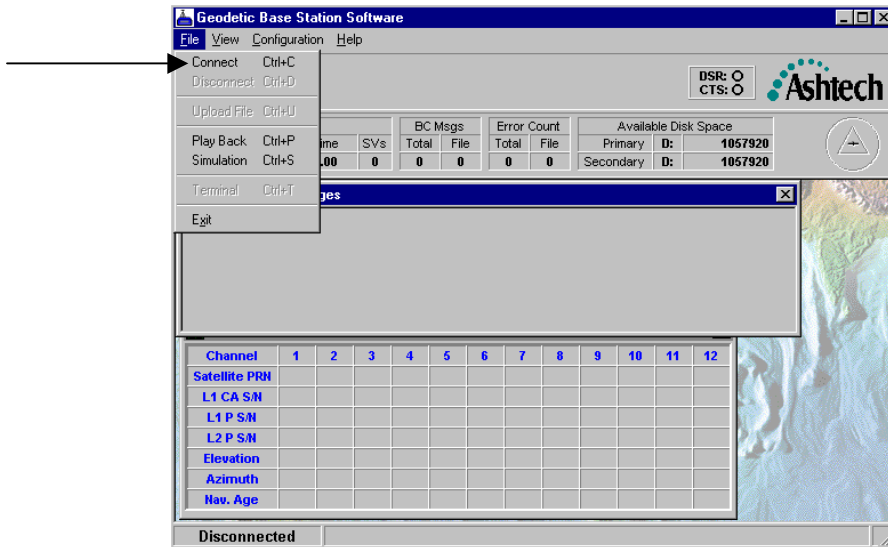 Geodetic Base Station Software
File View Configuration Help
Connect Ctrl+C
Disconnect Ctrl+D
Upload File Ctrl+U
Play Back Ctrl+P
Simulation Ctrl+S
Terminal Ctrl+T
Exit
DSR:
CTS:
Ashtech
BC Msgs Error Count Available Disk Space
SVs Total File Total File Primary D: 1057920
.00 0 0 0 0 0 Secondary D: 1057920
Channel 1 2 3 4 5 6 7 8 9 10 11 12
Satellite PRN
L1 CA S/N
L1 P S/N
L2 P S/N
Elevation
Azimuth
Nav. Age
Disconnected